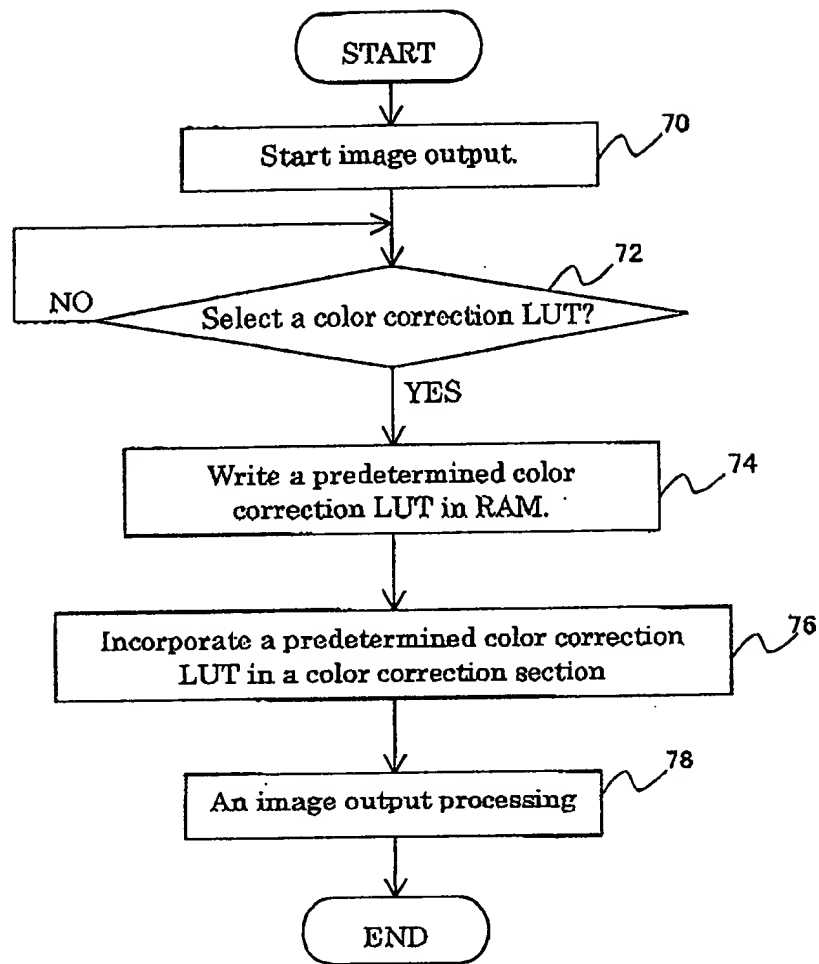 START
70
Start image output.
72
NO
Select a color correction LUT?
YES
74
Write a predetermined color
correction LUT in RAM.
76
Incorporate a predetermined color correction
LUT in a color correction section
78
An image output processing
END